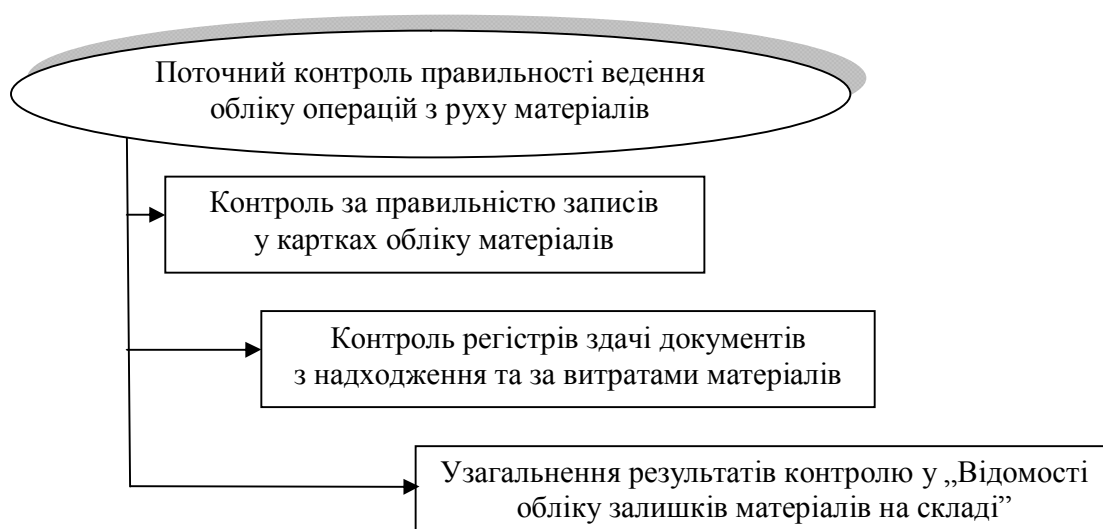 Поточний контроль правильності ведення
обліку операцій з руху матеріалів
Контроль за правильністю записів
у картках обліку матеріалів
Контроль регістрів здачі документів
з надходження та за витратами матеріалів
Узагальнення результатів контролю у „Відомості
обліку залишків матеріалів на складі”